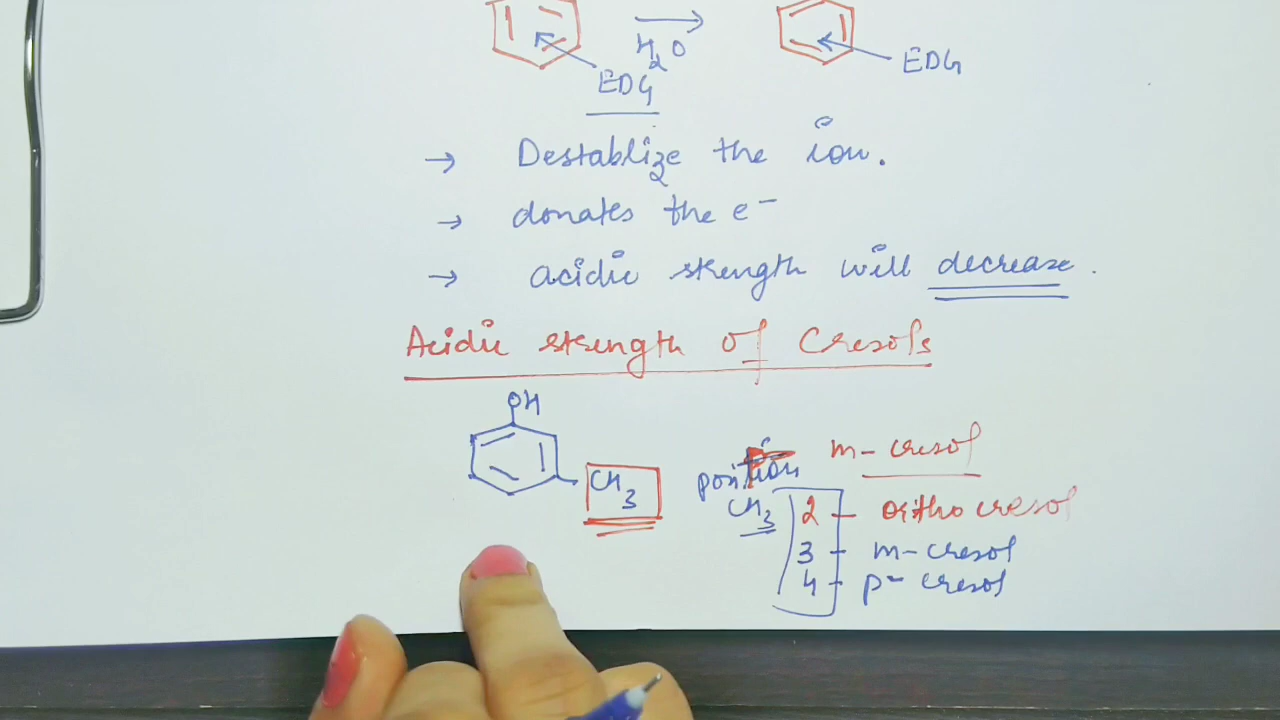 H₂O
EDG
EDG
→ Destablize the ion.
→ donates the e⁻
→ acidic strength will decrease.
Acidic strength of Cresols
OH
CH₃
m-cresol
position
CH₃
2 - ortho cresol
3 - m-cresol
4 - p-cresol